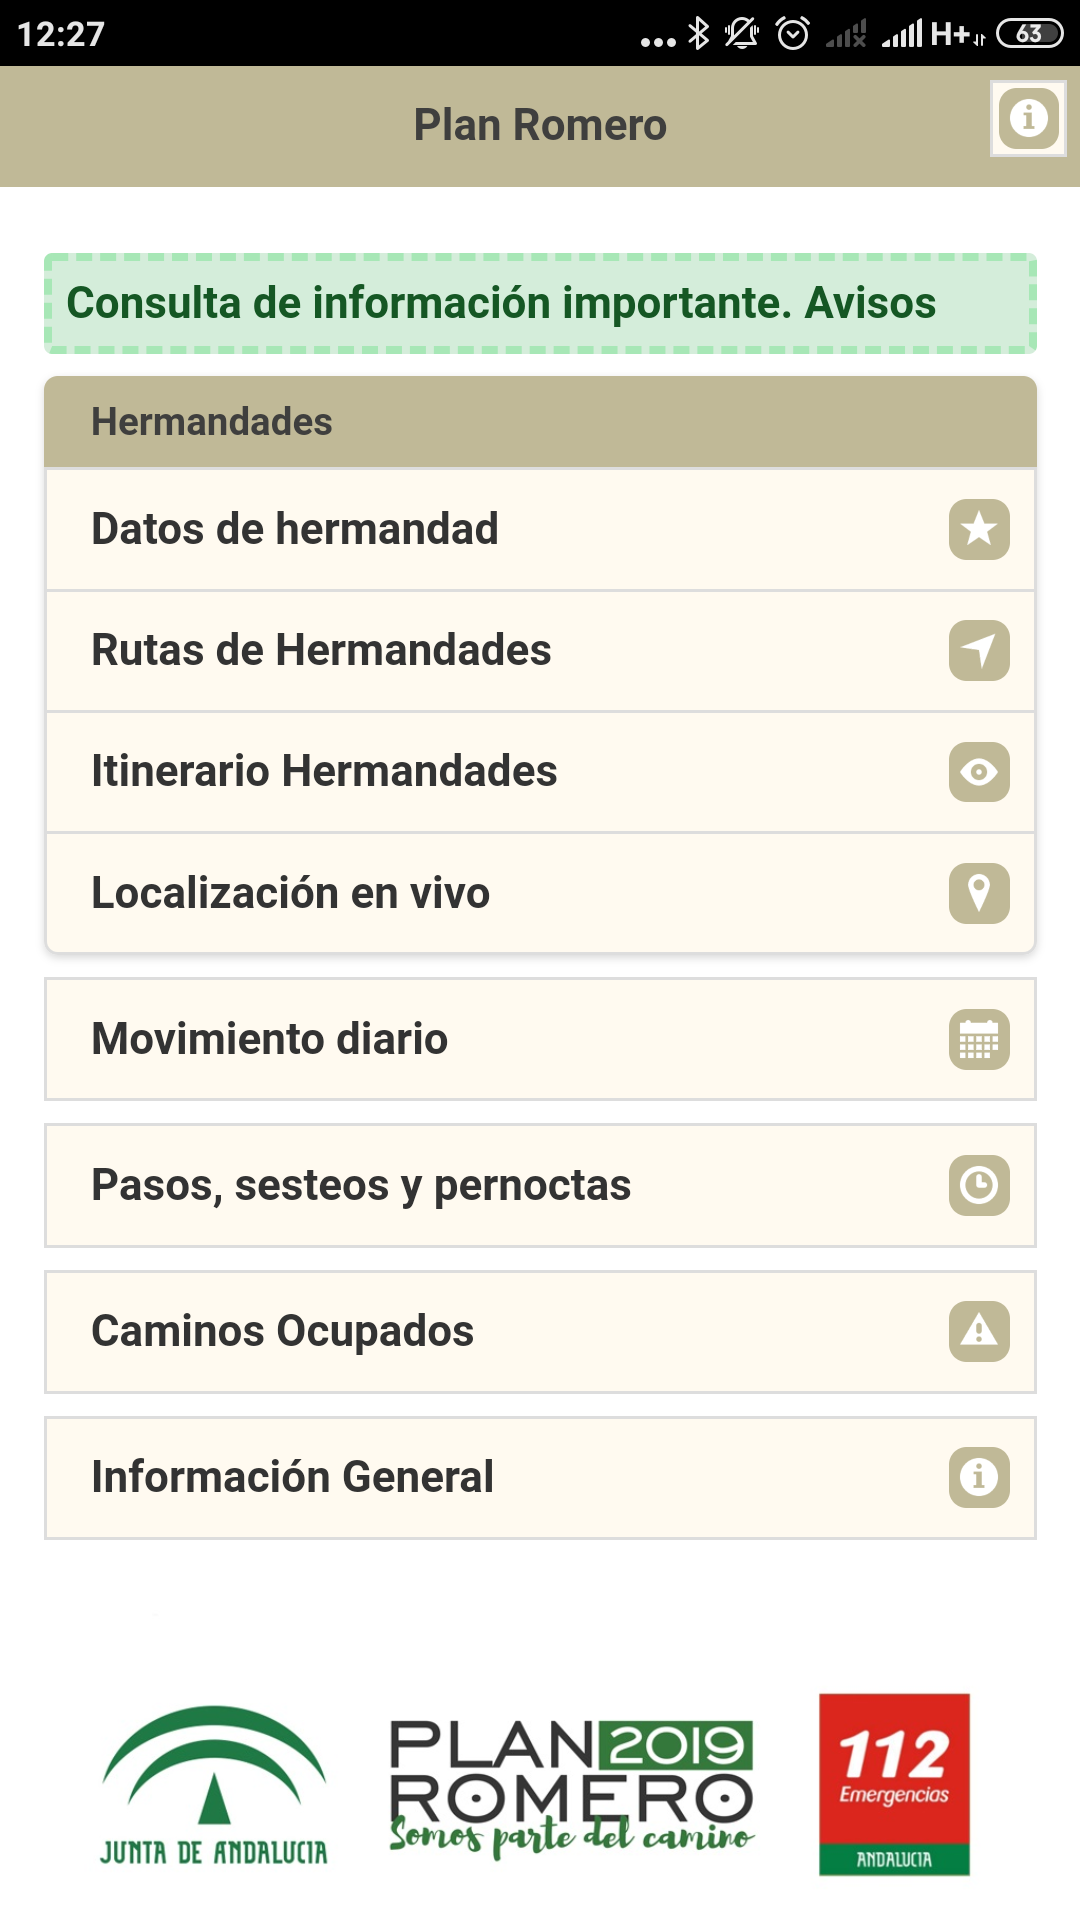 12:27
H+
63
Plan Romero
Consulta de información importante. Avisos
Hermandades
Datos de hermandad
Rutas de Hermandades
Itinerario Hermandades
Localización en vivo
Movimiento diario
Pasos, sesteos y pernoctas
Caminos Ocupados
Información General
JUNTA DE ANDALUCIA
PLAN 2019
ROMERO
Somos parte del camino
112
Emergencias
ANDALUCIA